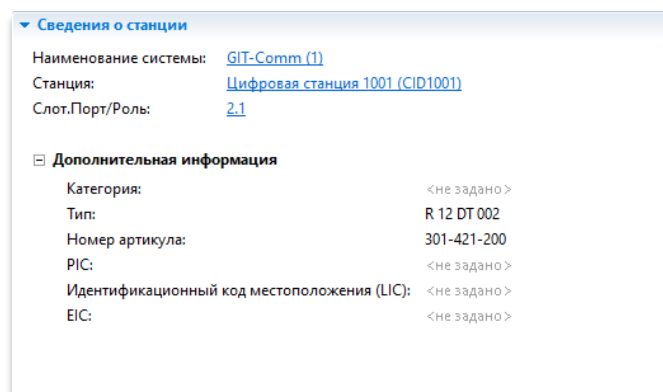 Сведения о станции
Наименование системы: GIT-Comm (1)
Станция: Цифровая станция 1001 (CID1001)
Слот.Порт/Роль: 2.1
Дополнительная информация
Категория: <не задано>
Тип: R 12 DT 002
Номер артикула: 301-421-200
PIC: <не задано>
Идентификационный код местоположения (LIC): <не задано>
EIC: <не задано>